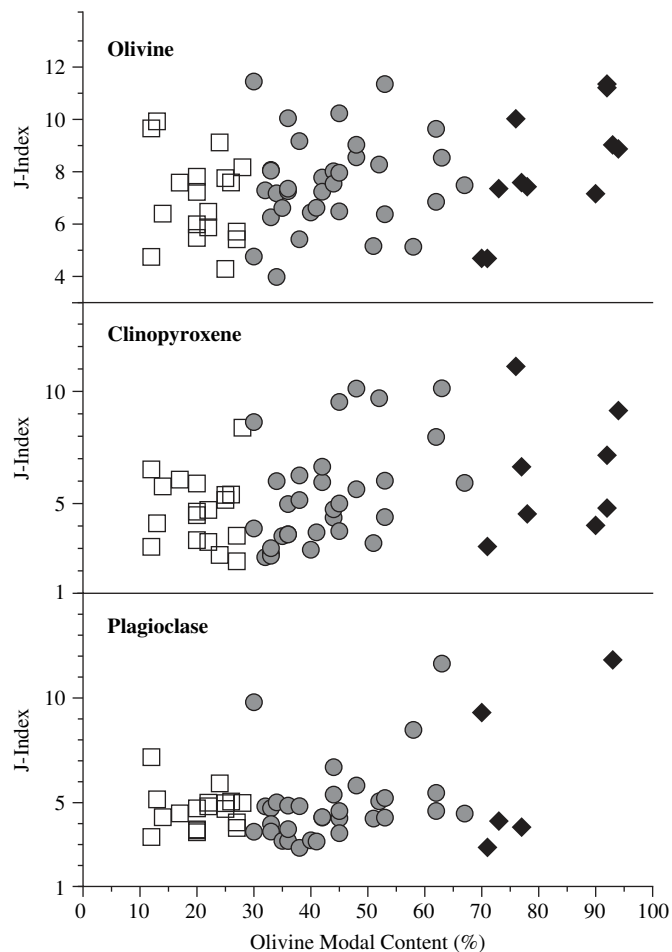 Olivine
12
10
8
6
4
J-Index
Clinopyroxene
10
5
1
J-Index
Plagioclase
10
5
1
J-Index
0 10 20 30 40 50 60 70 80 90 100
Olivine Modal Content (%)